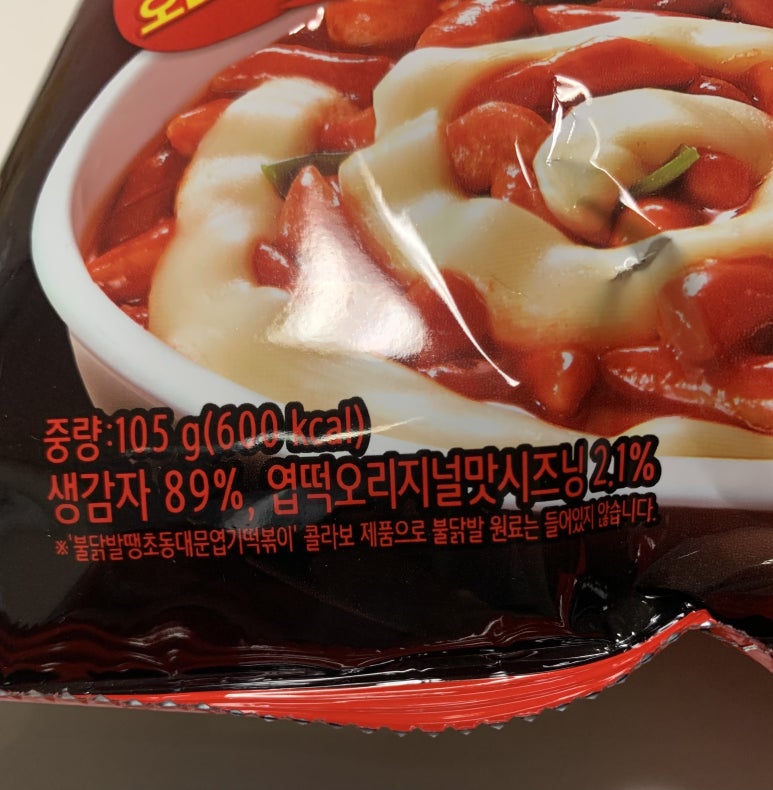 중량:105 g(600 kcal)
생감자 89%, 엽떡오리지널맛시즈닝 2.1%
※'불닭발땡초동대문엽기떡볶이' 콜라보 제품으로 불닭발 원료는 들어있지 않습니다.